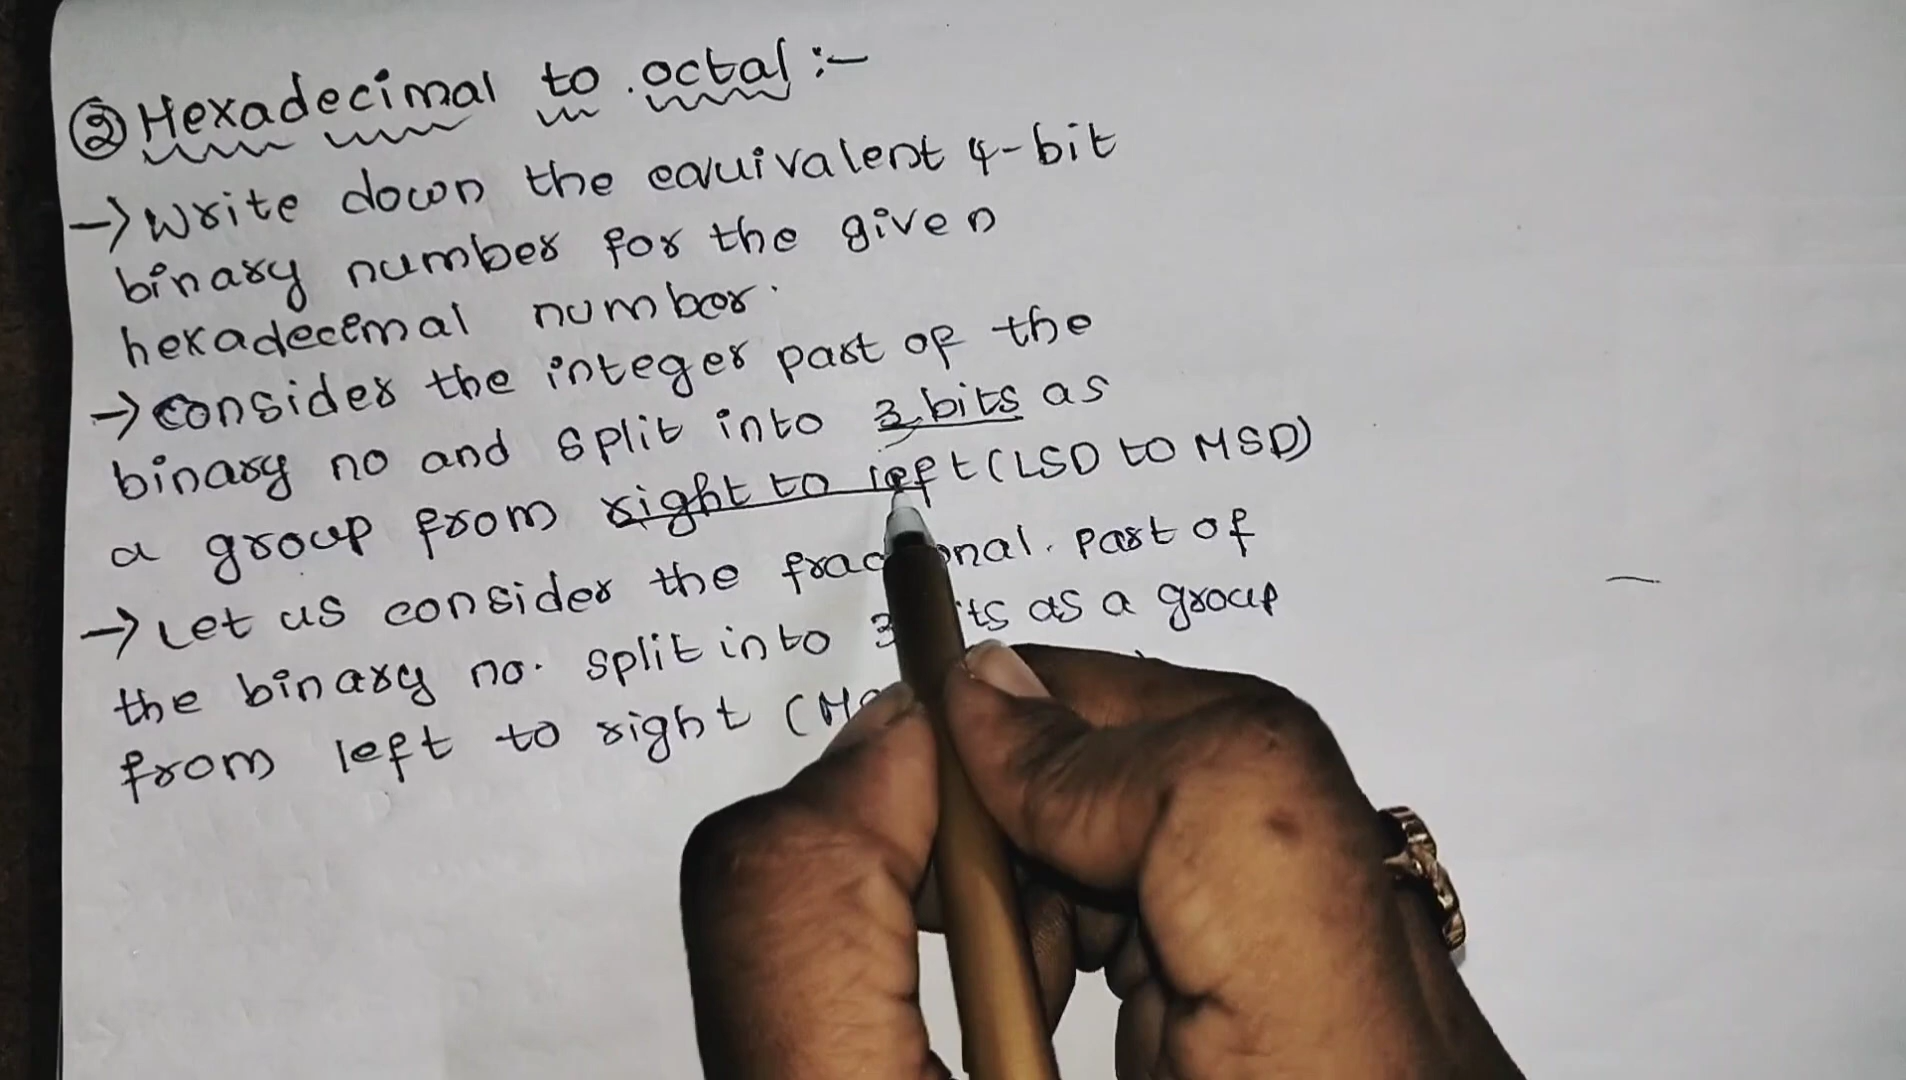 ② Hexadecimal to octal :-
→ Write down the equivalent 4-bit
binary number for the given
hexadecimal number.
→ Consider the integer part of the
binary no and split into 3 bits as
a group from right to left (LSD to MSD)
→ Let us consider the part of
the binary no. split into 3 as a group
from left to right